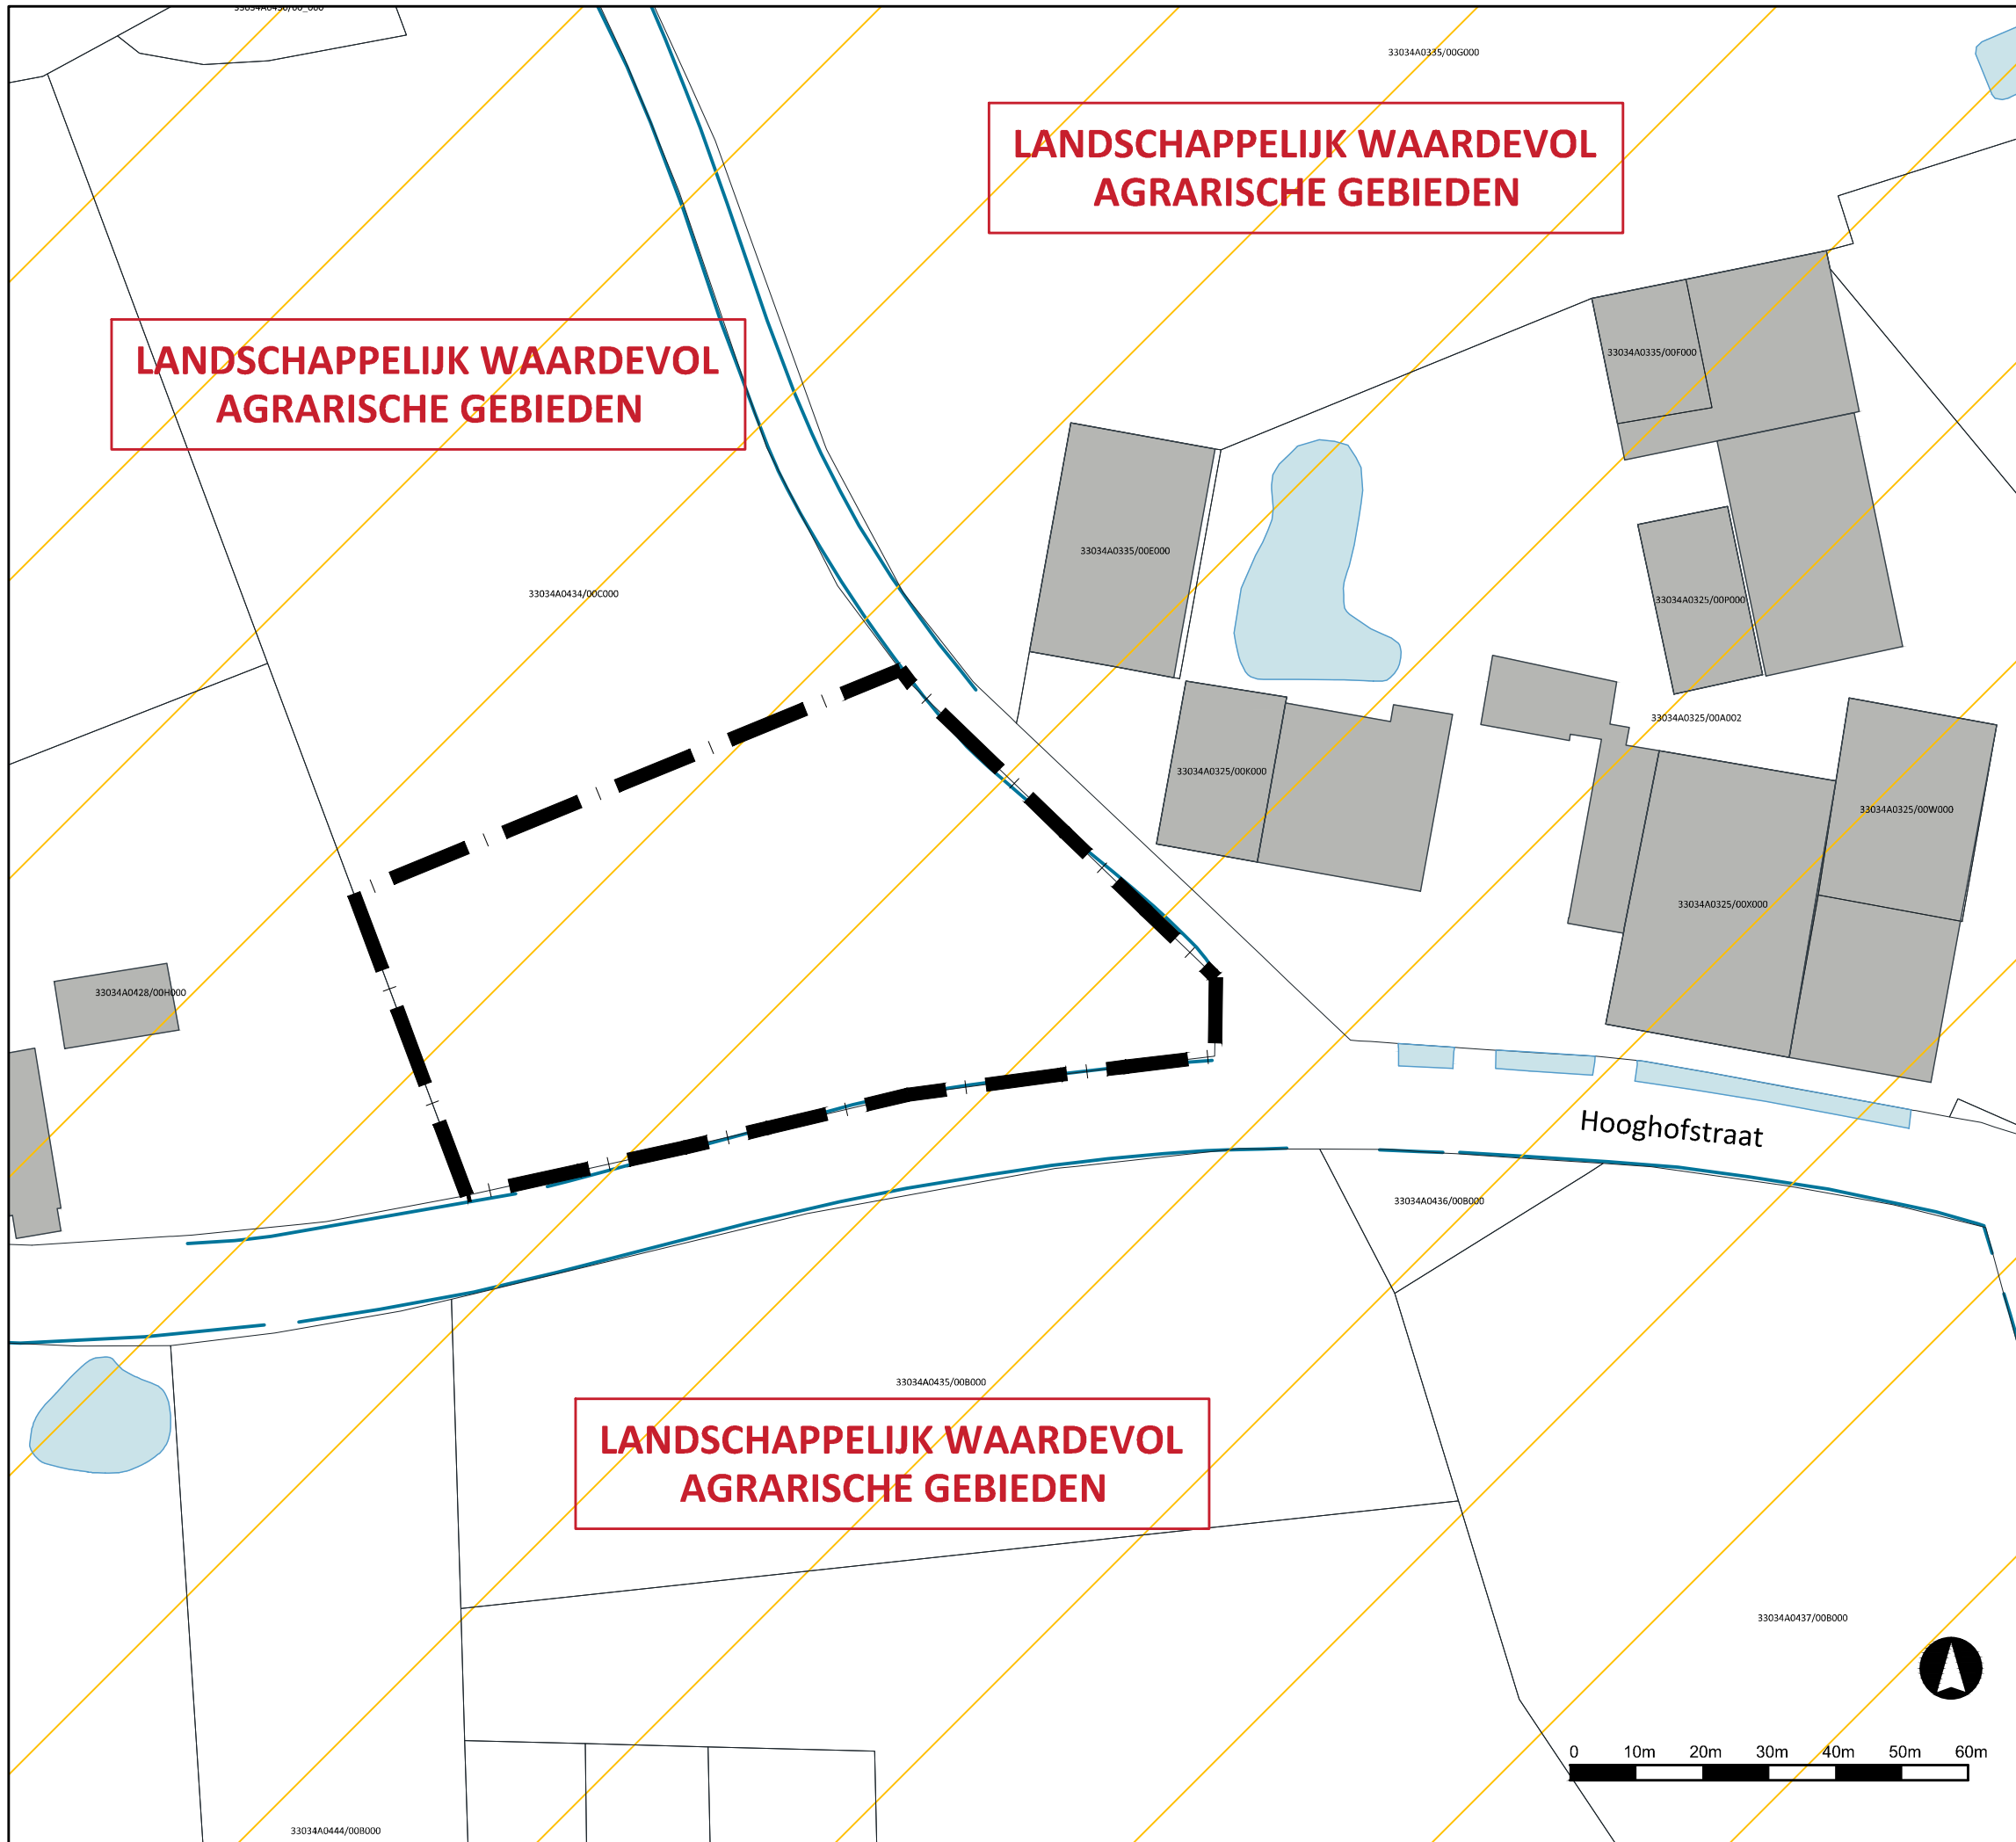 33034A0335/00G000
LANDSCHAPPELIJK WAARDEVOL
AGRARISCHE GEBIEDEN
LANDSCHAPPELIJK WAARDEVOL
AGRARISCHE GEBIEDEN
33034A0335/00F000
33034A0335/00E000
33034A0434/00C000
33034A0325/00P000
33034A0325/00A002
33034A0325/00K000
33034A0325/00W000
33034A0325/00X000
33034A0428/00H000
Hooghofstraat
33034A0436/00B000
33034A0435/00B000
LANDSCHAPPELIJK WAARDEVOL
AGRARISCHE GEBIEDEN
33034A0437/00B000
0 10m 20m 30m 40m 50m 60m
33034A0444/00B000